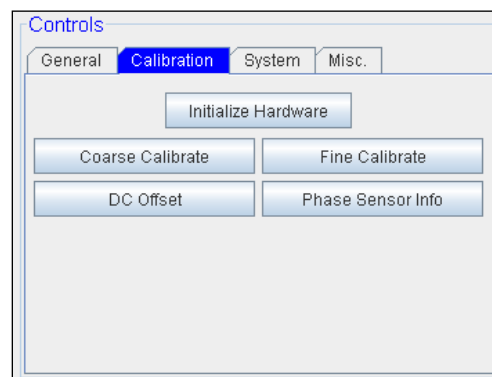 Controls
General Calibration System Misc.
Initialize Hardware
Coarse Calibrate Fine Calibrate
DC Offset Phase Sensor Info